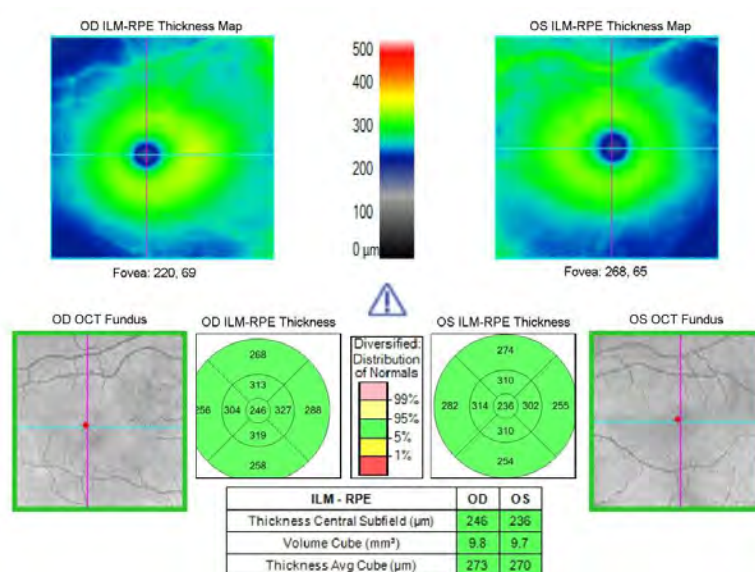 OD ILM-RPE Thickness Map
OS ILM-RPE Thickness Map
500
400
300
200
100
0 µm
Fovea: 220, 69
Fovea: 268, 65
OD OCT Fundus
OD ILM-RPE Thickness
OS ILM-RPE Thickness
OS OCT Fundus
268
313
256 304 246 327 288
319
258
Diversified:
Distribution
of Normals
99%
95%
5%
1%
274
310
282 314 236 302 255
310
254
ILM - RPE OD OS
Thickness Central Subfield (µm) 246 236
Volume Cube (mm³) 9.8 9.7
Thickness Avg Cube (µm) 273 270